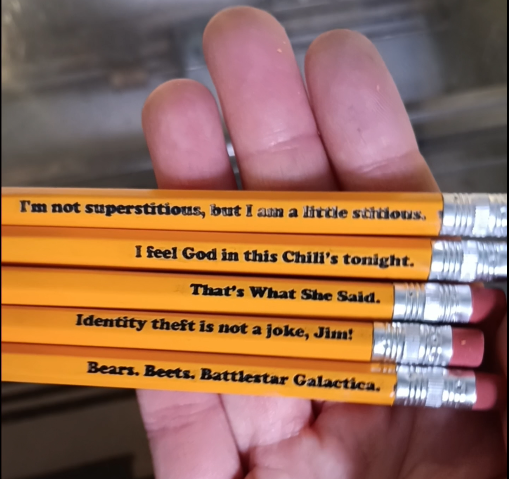 I'm not superstitious, but I am a little stitious.
I feel God in this Chili's tonight.
That's What She Said.
Identity theft is not a joke, Jim!
Bears. Beets. Battlestar Galactica.